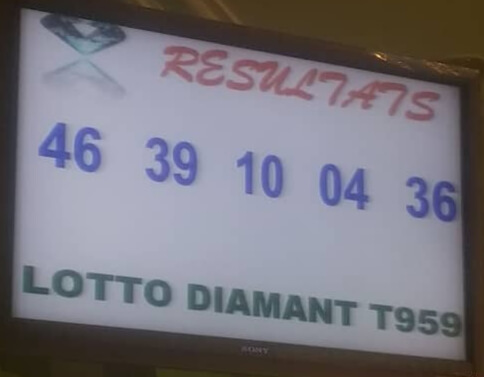 RESULTATS
46 39 10 04 36
LOTTO DIAMANT T959
SONY